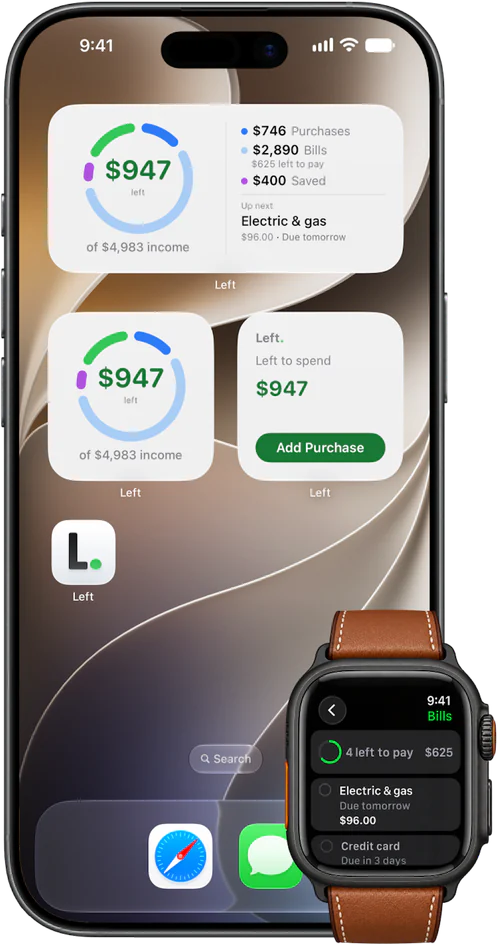 9:41
$947
left
of $4,983 income
$746 Purchases
$2,890 Bills
$625 left to pay
$400 Saved
Up next
Electric & gas
$96.00 · Due tomorrow
Left
$947
left
of $4,983 income
Left
Left.
Left to spend
$947
Add Purchase
Left
L.
Left
Search
9:41
Bills
4 left to pay $625
Electric & gas
Due tomorrow
$96.00
Credit card
Due in 3 days